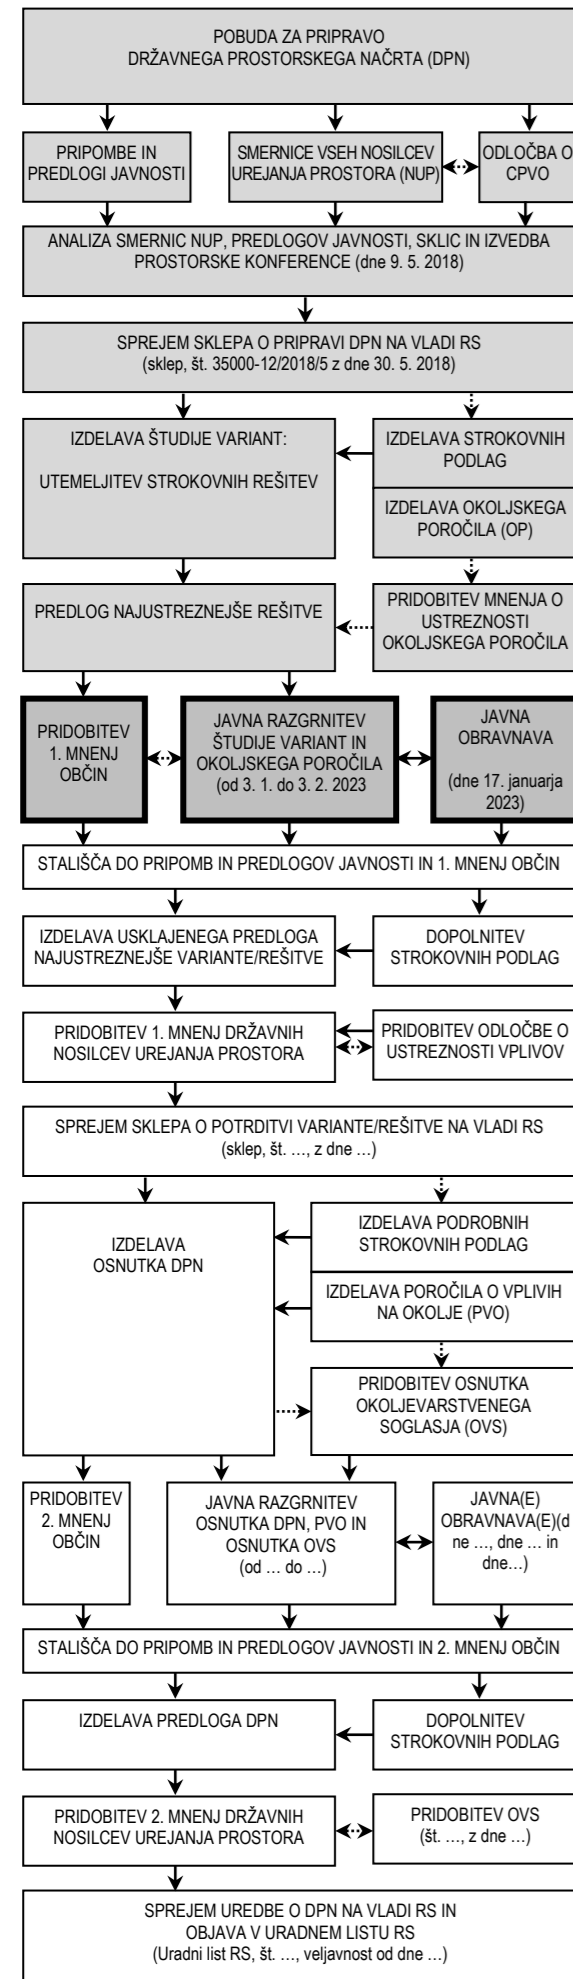 POBUDA ZA PRIPRAVO
DRŽAVNEGA PROSTORSKEGA NAČRTA (DPN)
PRIPOMBE IN
PREDLOGI JAVNOSTI
SMERNICE VSEH NOSILCEV
UREJANJA PROSTORA (NUP)
ODLOČBA O
CPVO
ANALIZA SMERNIC NUP, PREDLOGOV JAVNOSTI, SKLIC IN IZVEDBA
PROSTORSKE KONFERENCE (dne 9. 5. 2018)
SPREJEM SKLEPA O PRIPRAVI DPN NA VLADI RS
(sklep, št. 35000-12/2018/5 z dne 30. 5. 2018)
IZDELAVA ŠTUDIJE VARIANT:
UTEMELJITEV STROKOVNIH REŠITEV
IZDELAVA STROKOVNIH
PODLAG
IZDELAVA OKOLJSKEGA
POROČILA (OP)
PREDLOG NAJUSTREZNEJŠE REŠITVE
PRIDOBITEV MNENJA O
USTREZNOSTI
OKOLJSKEGA POROČILA
PRIDOBITEV
1. MNENJ
OBČIN
JAVNA RAZGRNITEV
ŠTUDIJE VARIANT IN
OKOLJSKEGA POROČILA
(od 3. 1. do 3. 2. 2023
JAVNA
OBRAVNAVA
(dne 17. januarja
2023)
STALIŠČA DO PRIPOMB IN PREDLOGOV JAVNOSTI IN 1. MNENJ OBČIN
IZDELAVA USKLAJENEGA PREDLOGA
NAJUSTREZNEJŠE VARIANTE/REŠITVE
DOPOLNITEV
STROKOVNIH PODLAG
PRIDOBITEV 1. MNENJ DRŽAVNIH
NOSILCEV UREJANJA PROSTORA
PRIDOBITEV ODLOČBE O
USTREZNOSTI VPLIVOV
SPREJEM SKLEPA O POTRDITVI VARIANTE/REŠITVE NA VLADI RS
(sklep, št. …, z dne …)
IZDELAVA
OSNUTKA DPN
IZDELAVA PODROBNIH
STROKOVNIH PODLAG
IZDELAVA POROČILA O VPLIVIH
NA OKOLJE (PVO)
PRIDOBITEV OSNUTKA
OKOLJEVARSTVENEGA
SOGLASJA (OVS)
PRIDOBITEV
2. MNENJ
OBČIN
JAVNA RAZGRNITEV
OSNUTKA DPN, PVO IN
OSNUTKA OVS
(od … do …)
JAVNA(E)
OBRAVNAVA(E)(d
ne …, dne … in
dne…)
STALIŠČA DO PRIPOMB IN PREDLOGOV JAVNOSTI IN 2. MNENJ OBČIN
IZDELAVA PREDLOGA DPN
DOPOLNITEV
STROKOVNIH PODLAG
PRIDOBITEV 2. MNENJ DRŽAVNIH
NOSILCEV UREJANJA PROSTORA
PRIDOBITEV OVS
(št. …, z dne …)
SPREJEM UREDBE O DPN NA VLADI RS IN
OBJAVA V URADNEM LISTU RS
(Uradni list RS, št. …, veljavnost od dne …)